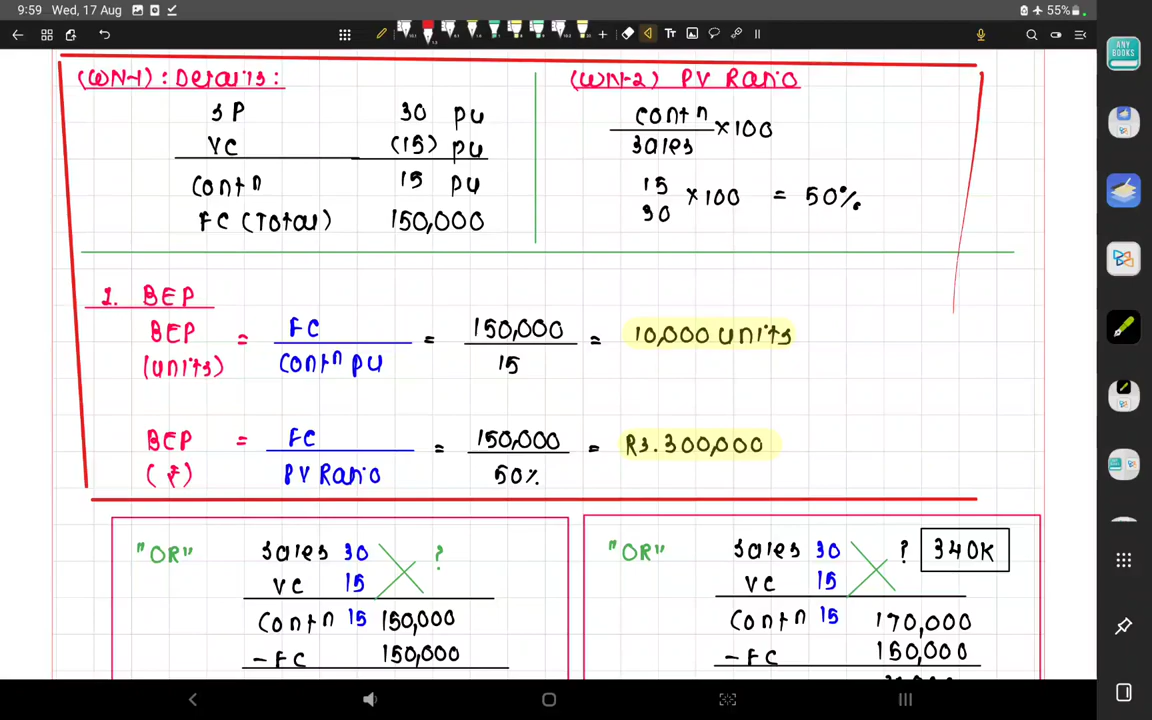 9:59 Wed, 17 Aug
55%
TT
(WN-1) : Details :
SP 30 pu
VC (15) pu
Contn 15 pu
FC (Total) 150,000
(WN-2) PV Ratio
Contn
Sales
×100
15
30
×100 = 50%
1. BEP
BEP
(units)
= FC
Contn pu
= 150,000
15
= 10,000 units
BEP
(₹)
= FC
PV Ratio
= 150,000
50%
= Rs.300,000
"OR" Sales 30 ?
VC 15
Contn 15 150,000
-FC 150,000
"OR" Sales 30 ? 340K
VC 15
Contn 15 170,000
-FC 150,000
ANY
BOOKS